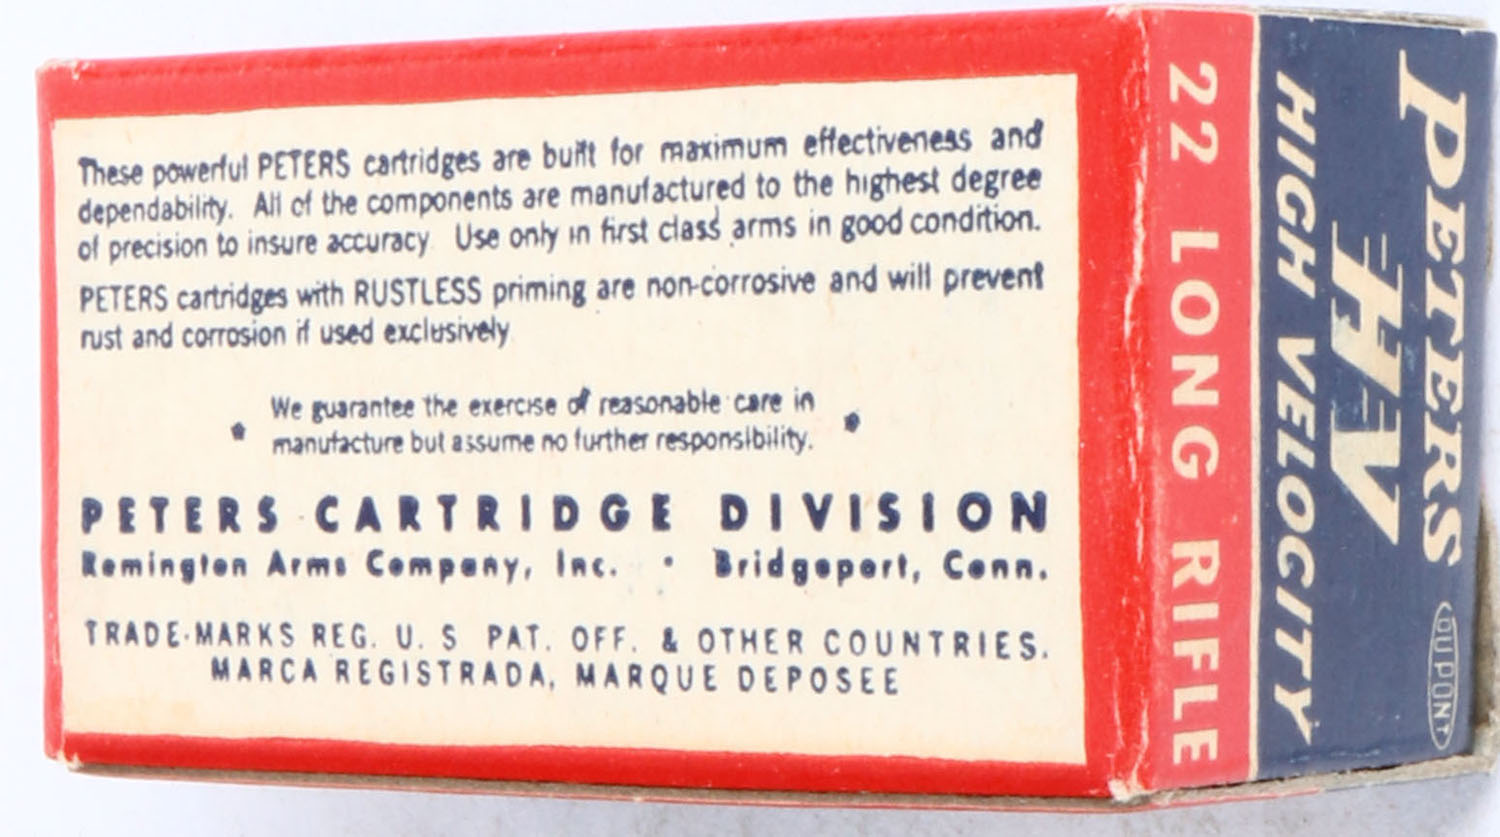 These powerful PETERS cartridges are built for maximum effectiveness and
dependability. All of the components are manufactured to the highest degree
of precision to insure accuracy Use only in first class arms in good condition.
PETERS cartridges with RUSTLESS priming are non-corrosive and will prevent
rust and corrosion if used exclusively
We guarantee the exercise of reasonable care in
manufacture but assume no further responsibility.
PETERS CARTRIDGE DIVISION
Remington Arms Company, Inc. · Bridgeport, Conn.
TRADE-MARKS REG. U. S PAT. OFF. & OTHER COUNTRIES.
MARCA REGISTRADA, MARQUE DEPOSEE
22 LONG RIFLE
HIGH VELOCITY
HV
PETERS
DU PONT